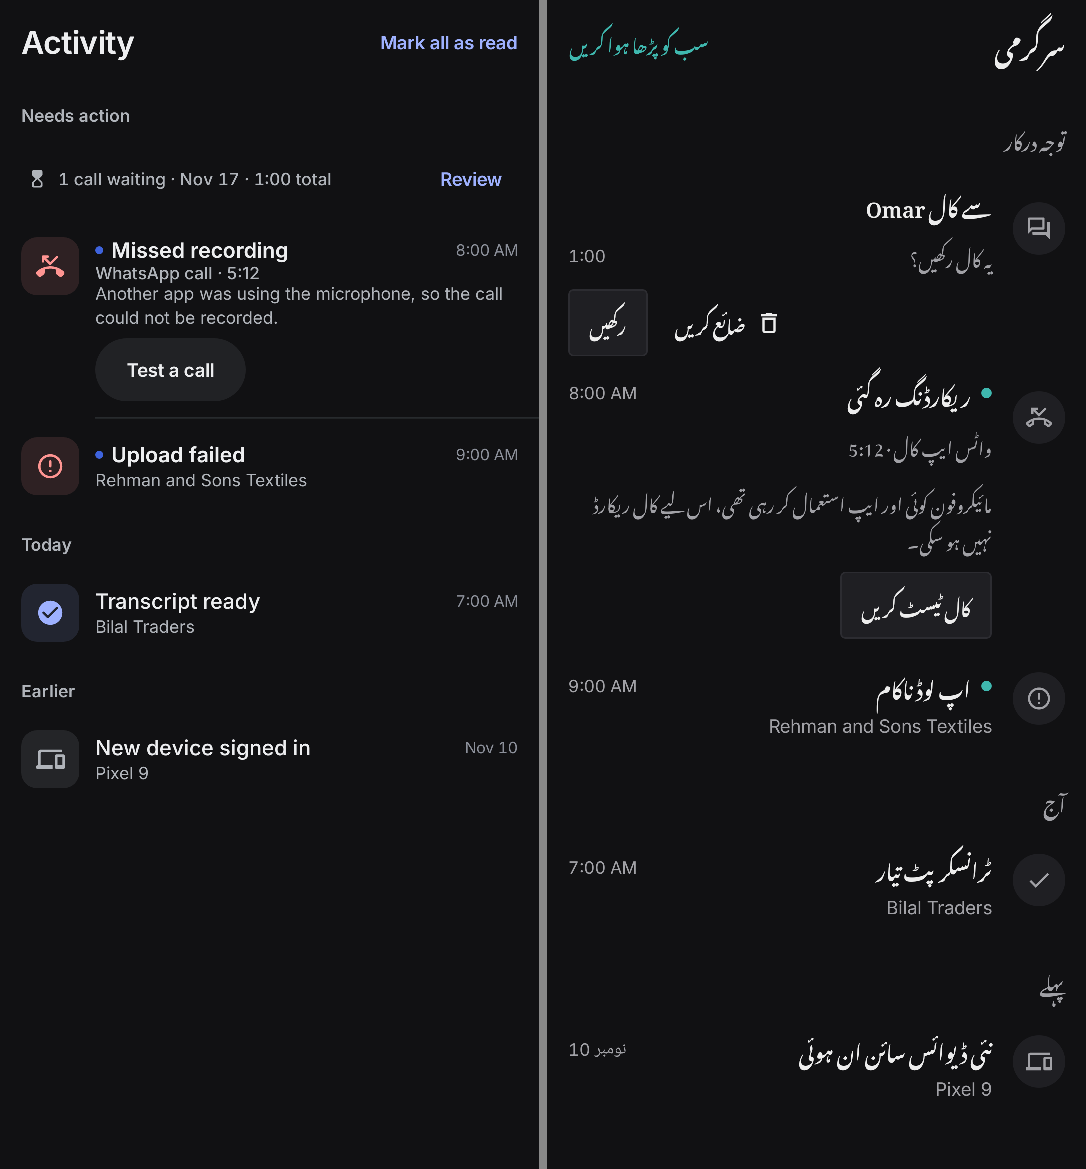 Activity
Mark all as read
Needs action
1 call waiting · Nov 17 · 1:00 total
Review
Missed recording
8:00 AM
WhatsApp call · 5:12
Another app was using the microphone, so the call
could not be recorded.
Test a call
Upload failed
9:00 AM
Rehman and Sons Textiles
Today
Transcript ready
7:00 AM
Bilal Traders
Earlier
New device signed in
Nov 10
Pixel 9
سرگرمی
سب کو پڑھا ہوا کریں
توجہ درکار
سے کال Omar
یہ کال رکھیں؟
1:00
ضائع کریں
رکھیں
ریکارڈنگ رہ گئی
8:00 AM
واٹس ایپ کال · 5:12
مائیکروفون کوئی اور ایپ استعمال کر رہی تھی، اس لیے کال ریکارڈ
نہیں ہو سکی۔
کال ٹیسٹ کریں
اپ لوڈ ناکام
9:00 AM
Rehman and Sons Textiles
آج
ٹرانسکرپٹ تیار
7:00 AM
Bilal Traders
پہلے
نئی ڈیوائس سائن ان ہوئی
10 نومبر
Pixel 9